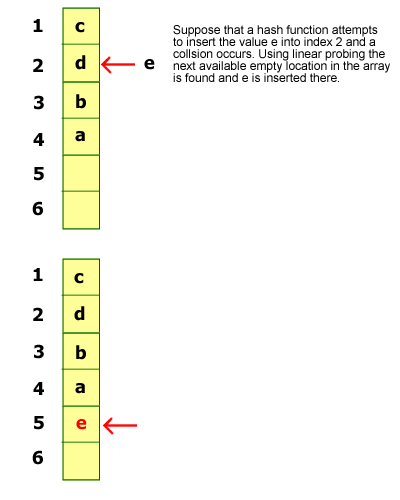 1 c
Suppose that a hash function attempts
to insert the value e into index 2 and a
collsion occurs. Using linear probing the
next available empty location in the array
is found and e is inserted there.
2 d e
3 b
4 a
5
6
1 c
2 d
3 b
4 a
5 e
6